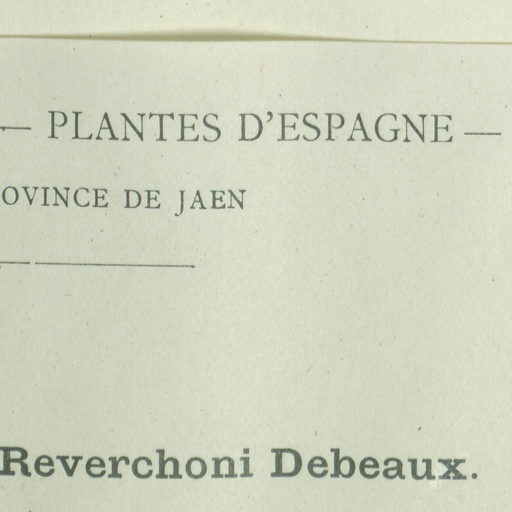 — PLANTES D'ESPAGNE —
OVINCE DE JAEN
Reverchoni Debeaux.